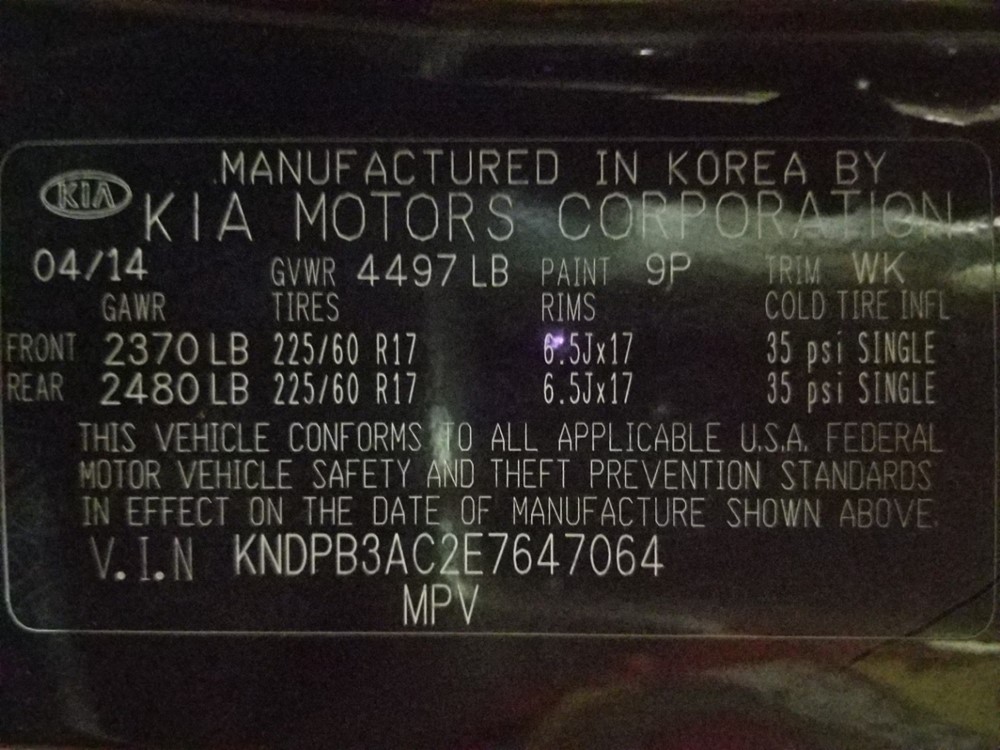 MANUFACTURED IN KOREA BY
KIA KIA MOTORS CORPORATION
04/14 GVWR 4497 LB PAINT 9P TRIM WK
GAWR TIRES RIMS COLD TIRE INFL
FRONT 2370 LB 225/60 R17 6.5Jx17 35 psi SINGLE
REAR 2480 LB 225/60 R17 6.5Jx17 35 psi SINGLE
THIS VEHICLE CONFORMS TO ALL APPLICABLE U.S.A. FEDERAL
MOTOR VEHICLE SAFETY AND THEFT PREVENTION STANDARDS
IN EFFECT ON THE DATE OF MANUFACTURE SHOWN ABOVE.
V.I.N KNDPB3AC2E7647064
MPV